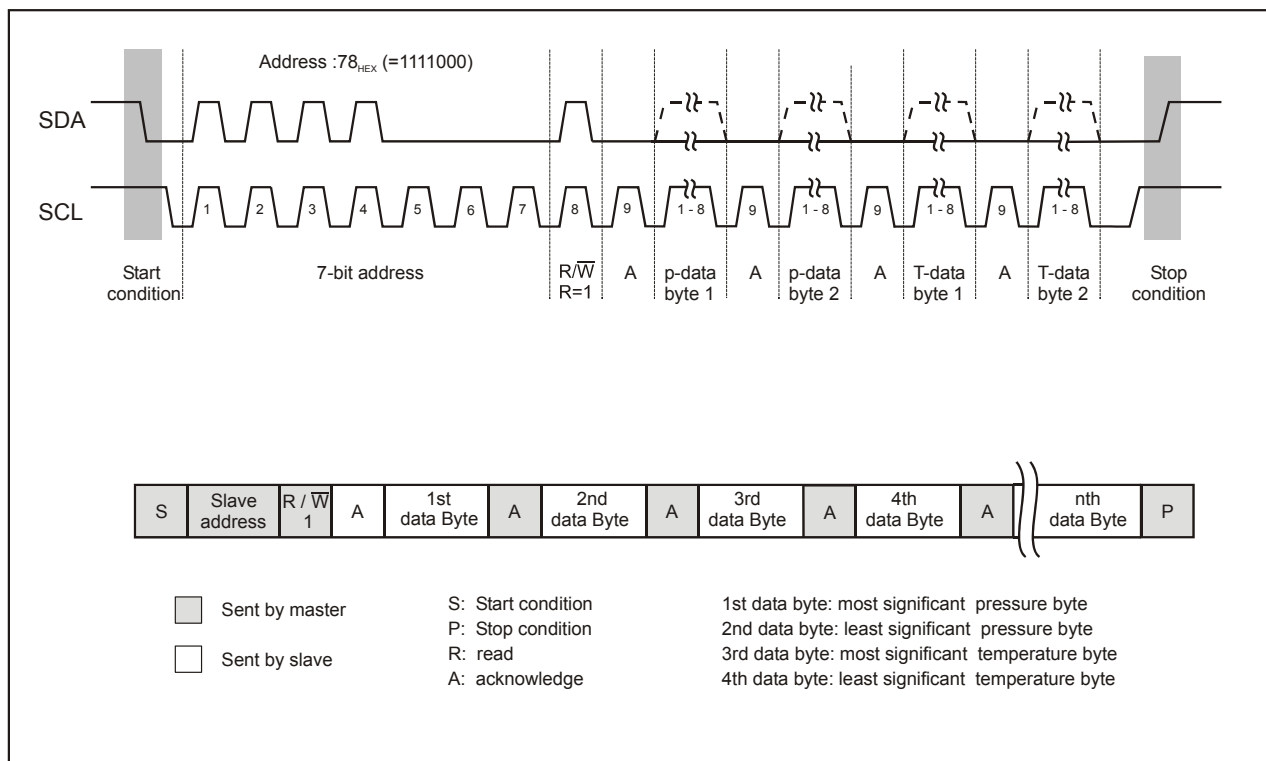 Address :78HEX (=1111000)
SDA
SCL
1 2 3 4 5 6 7 8 9 1 - 8 9 1 - 8 9 1 - 8 9 1 - 8
Start
condition
7-bit address
R/W̅
R=1
A
p-data
byte 1
A
p-data
byte 2
A
T-data
byte 1
A
T-data
byte 2
Stop
condition
S
Slave
address
R / W̅
1
A
1st
data Byte
A
2nd
data Byte
A
3rd
data Byte
A
4th
data Byte
A
nth
data Byte
P
Sent by master
Sent by slave
S: Start condition
P: Stop condition
R: read
A: acknowledge
1st data byte: most significant pressure byte
2nd data byte: least significant pressure byte
3rd data byte: most significant temperature byte
4th data byte: least significant temperature byte